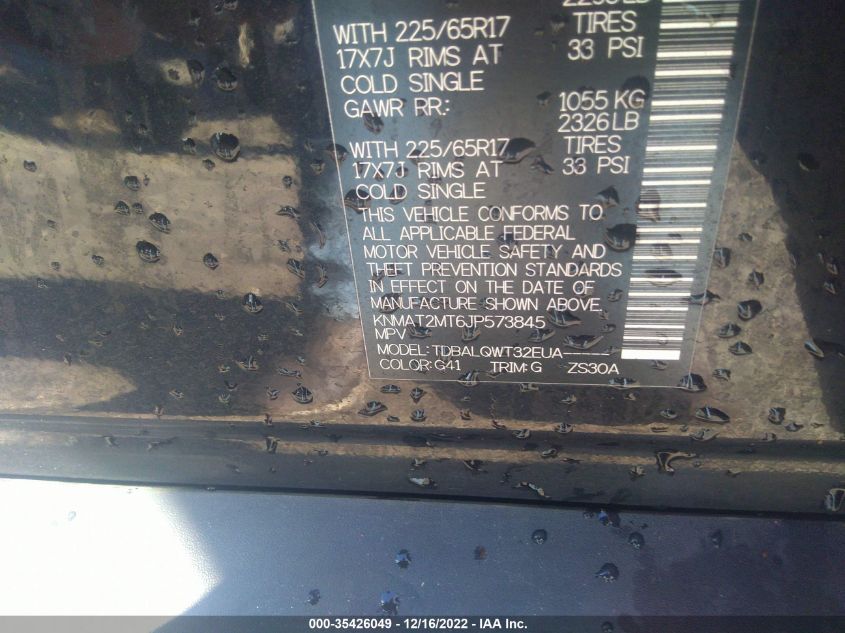 WITH 225/65R17 TIRES
17X7J RIMS AT 33 PSI
COLD SINGLE
GAWR RR: 1055 KG
2326 LB
WITH 225/65R17 TIRES
17X7J RIMS AT 33 PSI
COLD SINGLE
THIS VEHICLE CONFORMS TO
ALL APPLICABLE FEDERAL
MOTOR VEHICLE SAFETY AND
THEFT PREVENTION STANDARDS
IN EFFECT ON THE DATE OF
MANUFACTURE SHOWN ABOVE.
KNMAT2MT6JP573845
MPV
MODEL: TDBALQWT32EUA-----
COLOR:G41 TRIM:G ZS30A
000-35426049 - 12/16/2022 - IAA Inc.